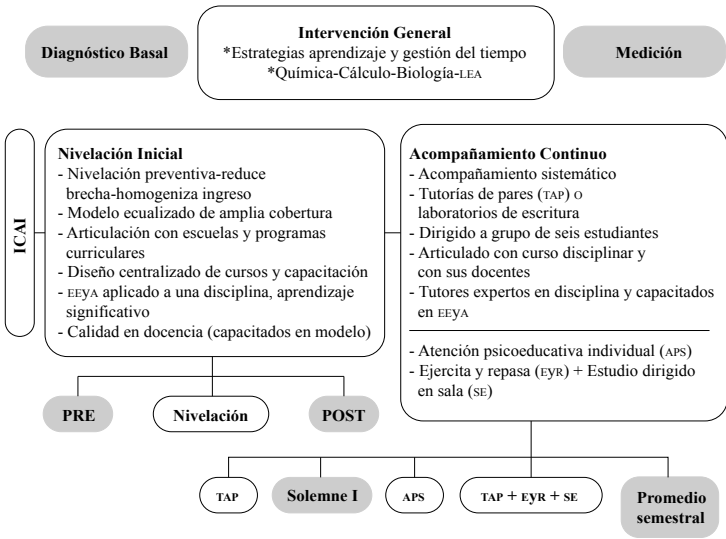 Diagnóstico Basal
Intervención General
*Estrategias aprendizaje y gestión del tiempo
*Química-Cálculo-Biología-LEA
Medición
ICAI
Nivelación Inicial
- Nivelación preventiva-reduce
brecha-homogeniza ingreso
- Modelo ecualizado de amplia cobertura
- Articulación con escuelas y programas
curriculares
- Diseño centralizado de cursos y capacitación
- EEyA aplicado a una disciplina, aprendizaje
significativo
- Calidad en docencia (capacitados en modelo)
Acompañamiento Continuo
- Acompañamiento sistemático
- Tutorías de pares (TAP) O
laboratorios de escritura
- Dirigido a grupo de seis estudiantes
- Articulado con curso disciplinar y
con sus docentes
- Tutores expertos en disciplina y capacitados
en EEyA
- Atención psicoeducativa individual (APS)
- Ejercita y repasa (EyR) + Estudio dirigido
en sala (SE)
PRE
Nivelación
POST
TAP
Solemne I
APS
TAP + EyR + SE
Promedio
semestral